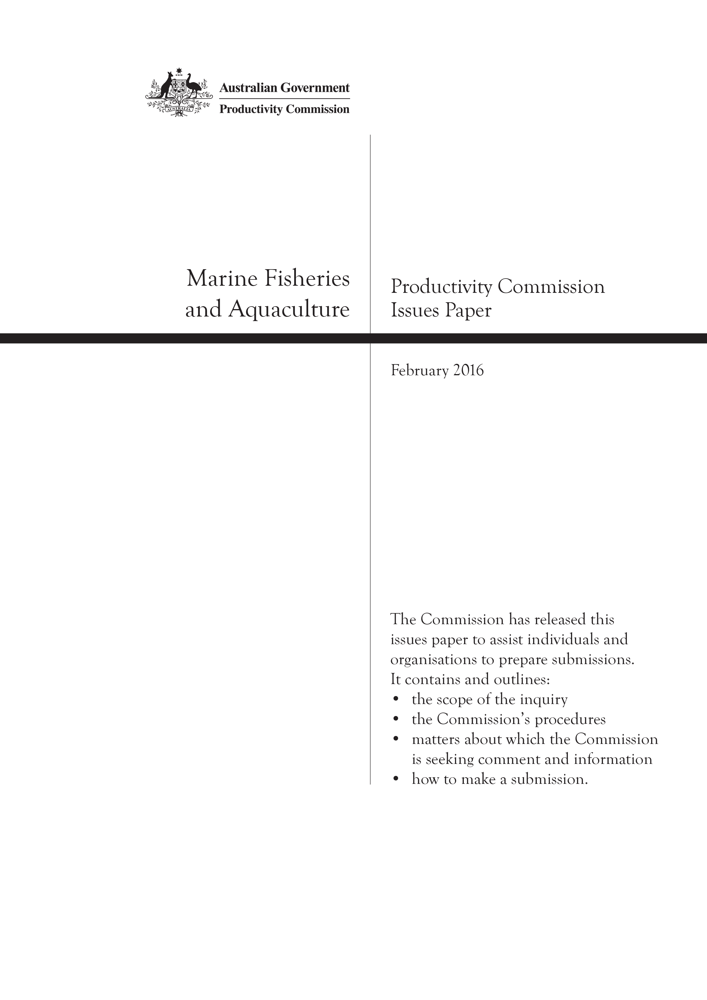 AUSTRALIA
Australian Government
Productivity Commission
Marine Fisheries
and Aquaculture
Productivity Commission
Issues Paper
February 2016
The Commission has released this
issues paper to assist individuals and
organisations to prepare submissions.
It contains and outlines:
• the scope of the inquiry
• the Commission’s procedures
• matters about which the Commission
is seeking comment and information
• how to make a submission.